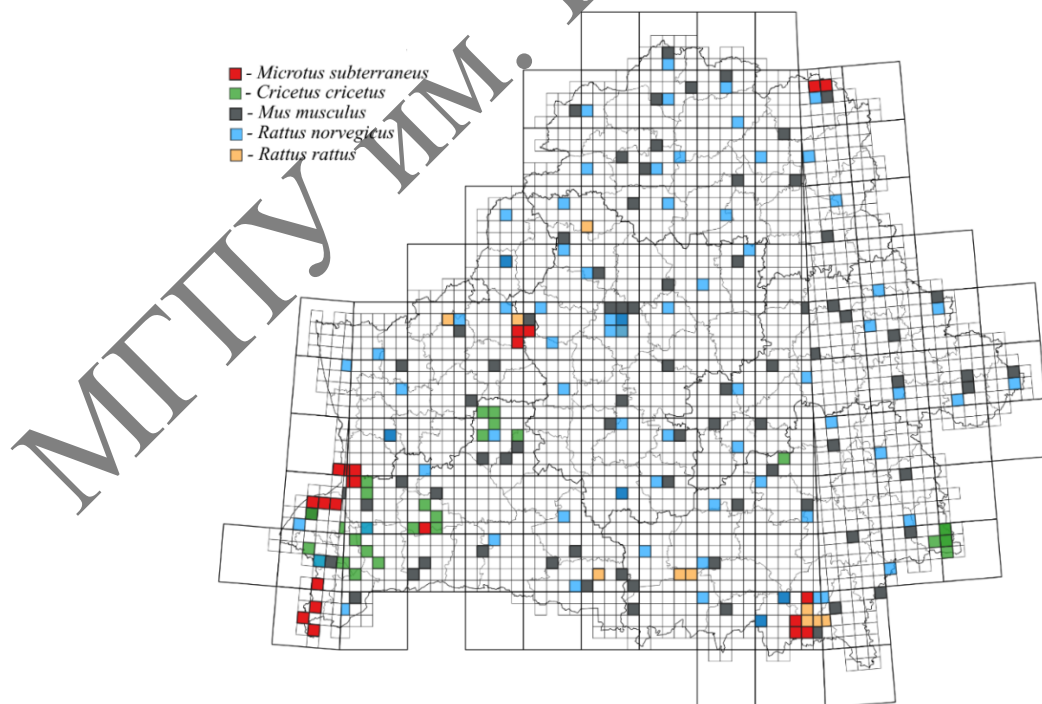 - Microtus subterraneus
- Cricetus cricetus
- Mus musculus
- Rattus norvegicus
- Rattus rattus
МГПУ им.